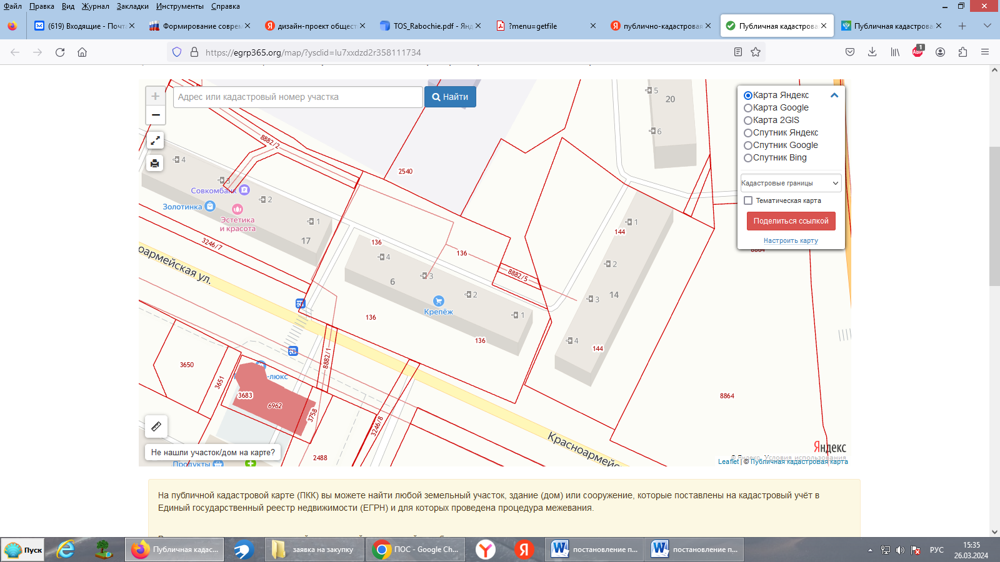 Файл Правка Вид Журнал Закладки Инструменты Справка
(619) Входящие - Почта
Формирование соврем
дизайн-проект общест
TOS_Rabochie.pdf - Янд
?menu=getfile
публично-кадастровая
Публичная кадастрова
Публичная кадастрова
https://egrp365.org/map/?ysclid=lu7xxdzd2r358111734
ABP
1
+
−
Адрес или кадастровый номер участка
Найти
Карта Яндекс
Карта Google
Карта 2GIS
Спутник Яндекс
Спутник Google
Спутник Bing
Кадастровые границы
Тематическая карта
Поделиться ссылкой
Настроить карту
8864
5
20
6
8882/2
4
2540
3
Совкомбанк
2
Золотинка
Эстетика
и красота
1
17
3246/7
оармейская ул.
136
4
136
3
6
2
Крепёж
1
8882/5
136
136
1
144
2
3
14
4
144
3650
3651
8882/1
-люкс
3683
6962
3758
3246/8
8864
2488
Красноармейс
Продукты
Не нашли участок/дом на карте?
Яндекс
© Яндекс Условия использования
Leaflet | © Публичная кадастровая карта
На публичной кадастровой карте (ПКК) вы можете найти любой земельный участок, здание (дом) или сооружение, которые поставлены на кадастровый учёт в
Единый государственный реестр недвижимости (ЕГРН) и для которых проведена процедура межевания.
Пуск
Публичная кадас...
заявка на закупку
ПОС - Google Ch...
постановление п...
постановление п...
РУС
15:35
26.03.2024